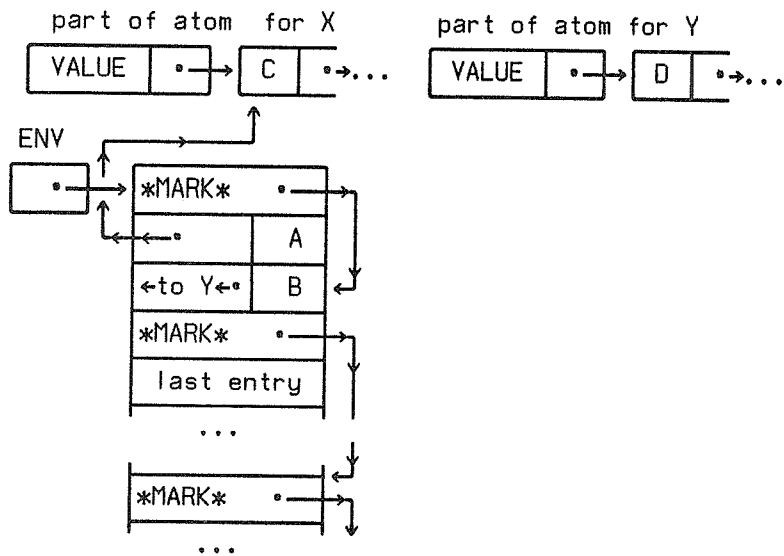 part of atom for X part of atom for Y
VALUE C ... VALUE D ...
ENV
*MARK*
A
←to Y← B
*MARK*
last entry
...
*MARK*
...